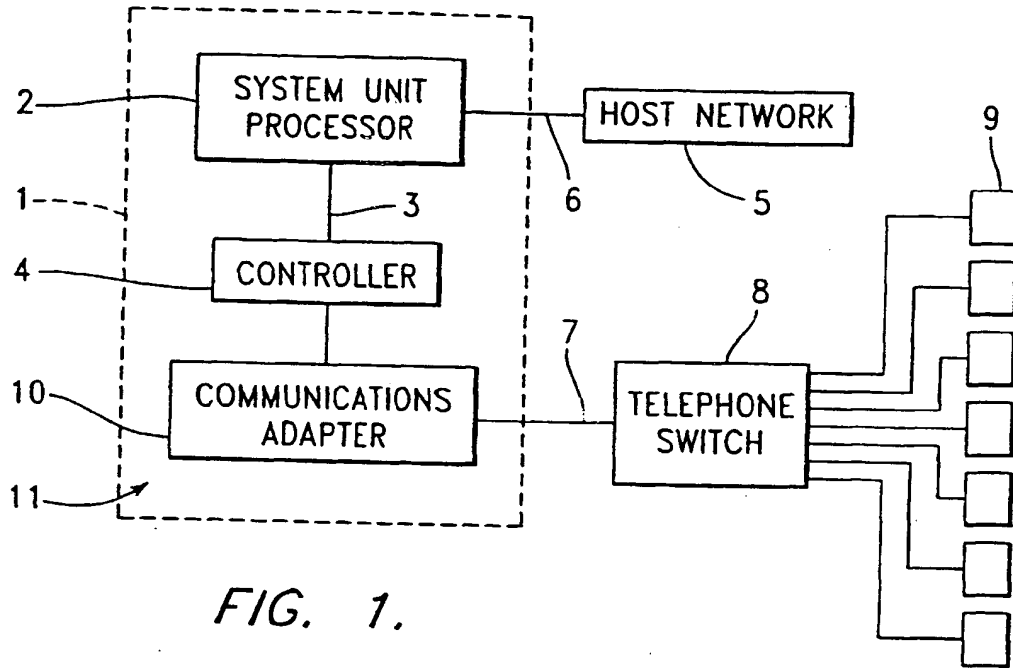 2
SYSTEM UNIT
PROCESSOR
HOST NETWORK
9
1
3
6
5
4
CONTROLLER
8
10
COMMUNICATIONS
ADAPTER
7
TELEPHONE
SWITCH
11
FIG. 1.